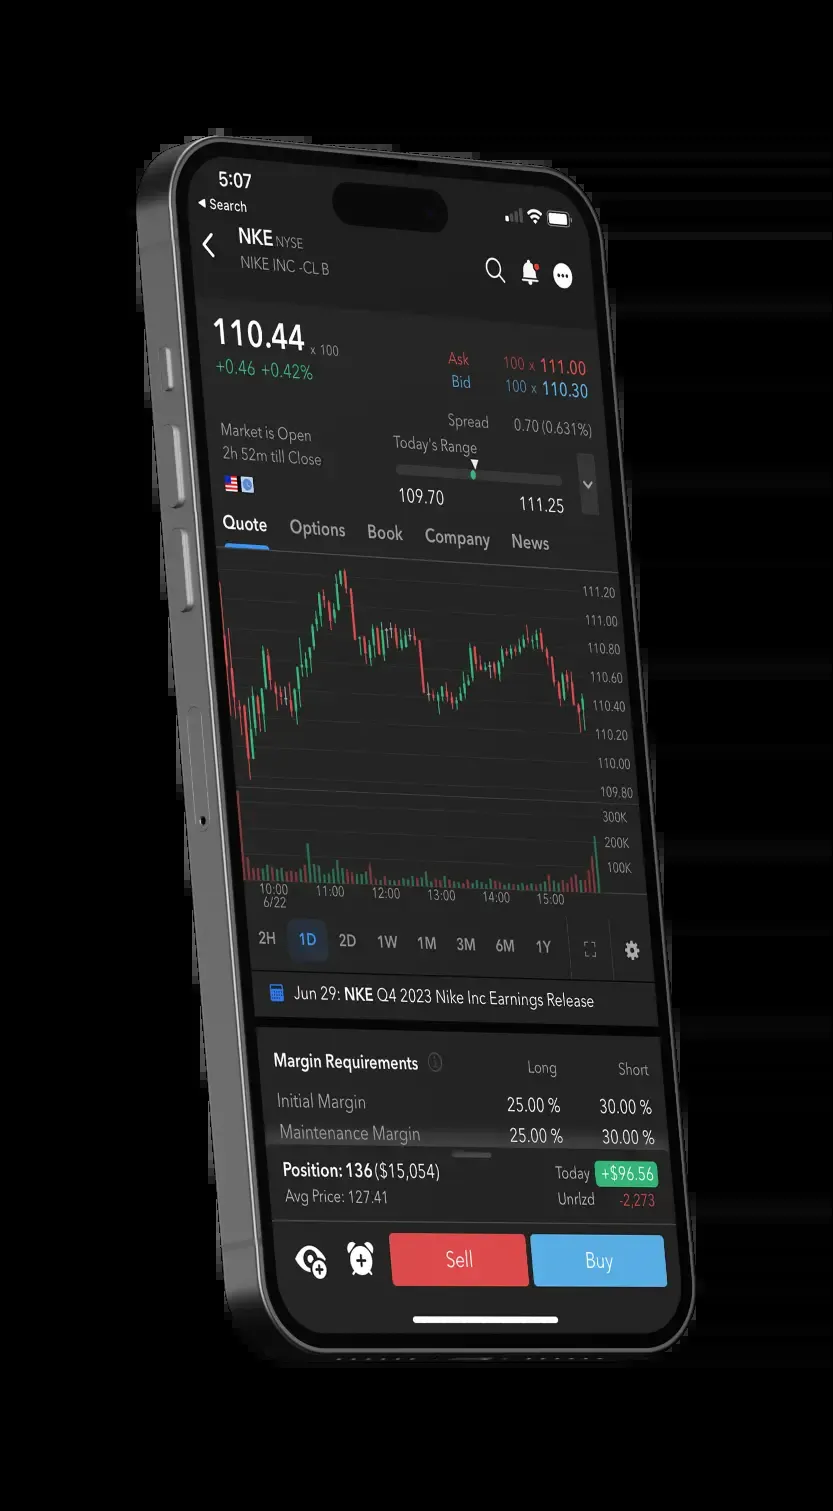 5:07
◀ Search
NKE NYSE
NIKE INC -CL B
110.44 x 100
+0.46 +0.42%
Ask 100 x 111.00
Bid 100 x 110.30
Spread 0.70 (0.631%)
Market is Open
2h 52m till Close
Today's Range
109.70 111.25
Quote Options Book Company News
111.20
111.00
110.80
110.60
110.40
110.20
110.00
109.80
300K
200K
100K
10:00 11:00 12:00 13:00 14:00 15:00
6/22
2H 1D 2D 1W 1M 3M 6M 1Y
Jun 29: NKE Q4 2023 Nike Inc Earnings Release
Margin Requirements Long Short
Initial Margin 25.00 % 30.00 %
Maintenance Margin 25.00 % 30.00 %
Position: 136 ($15,054) Today +$96.56
Avg Price: 127.41 Unrlzd -2,273
Sell Buy